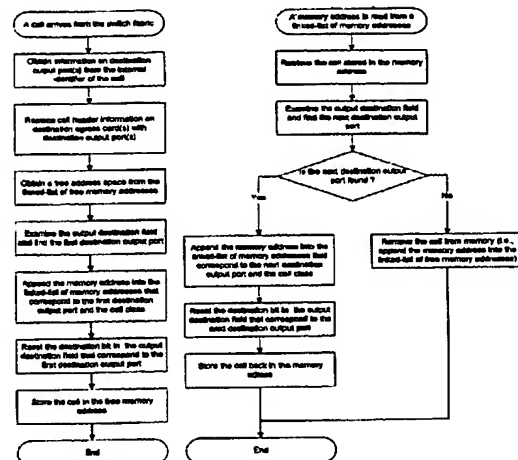 A cell arrives from the switch fabric
Obtain information on destination
output port(s) from the internal
identifier of the cell
Replace cell header information on
destination egress card(s) with
destination output port(s)
Obtain a free address space from the
linked-list of free memory addresses
Examine the output destination field
and find the first destination output port
Append the memory address into the
linked-list of memory addresses that
correspond to the first destination
output port and the cell class
Reset the destination bit in the output
destination field that correspond to the
first destination output port
Store the cell in the free memory
address
End
A memory address is read from a
linked-list of memory addresses
Retrieve the cell stored in the memory
address
Examine the output destination field
and find the next destination output
port
Is the next destination output
port found ?
Yes
No
Append the memory address into the
linked-list of memory addresses that
correspond to the next destination
output port and the cell class
Remove the cell from memory (i.e.,
append the memory address into the
linked-list of free memory addresses)
Reset the destination bit in the output
destination field that correspond to the
next destination output port
Store the cell back in the memory
address
End